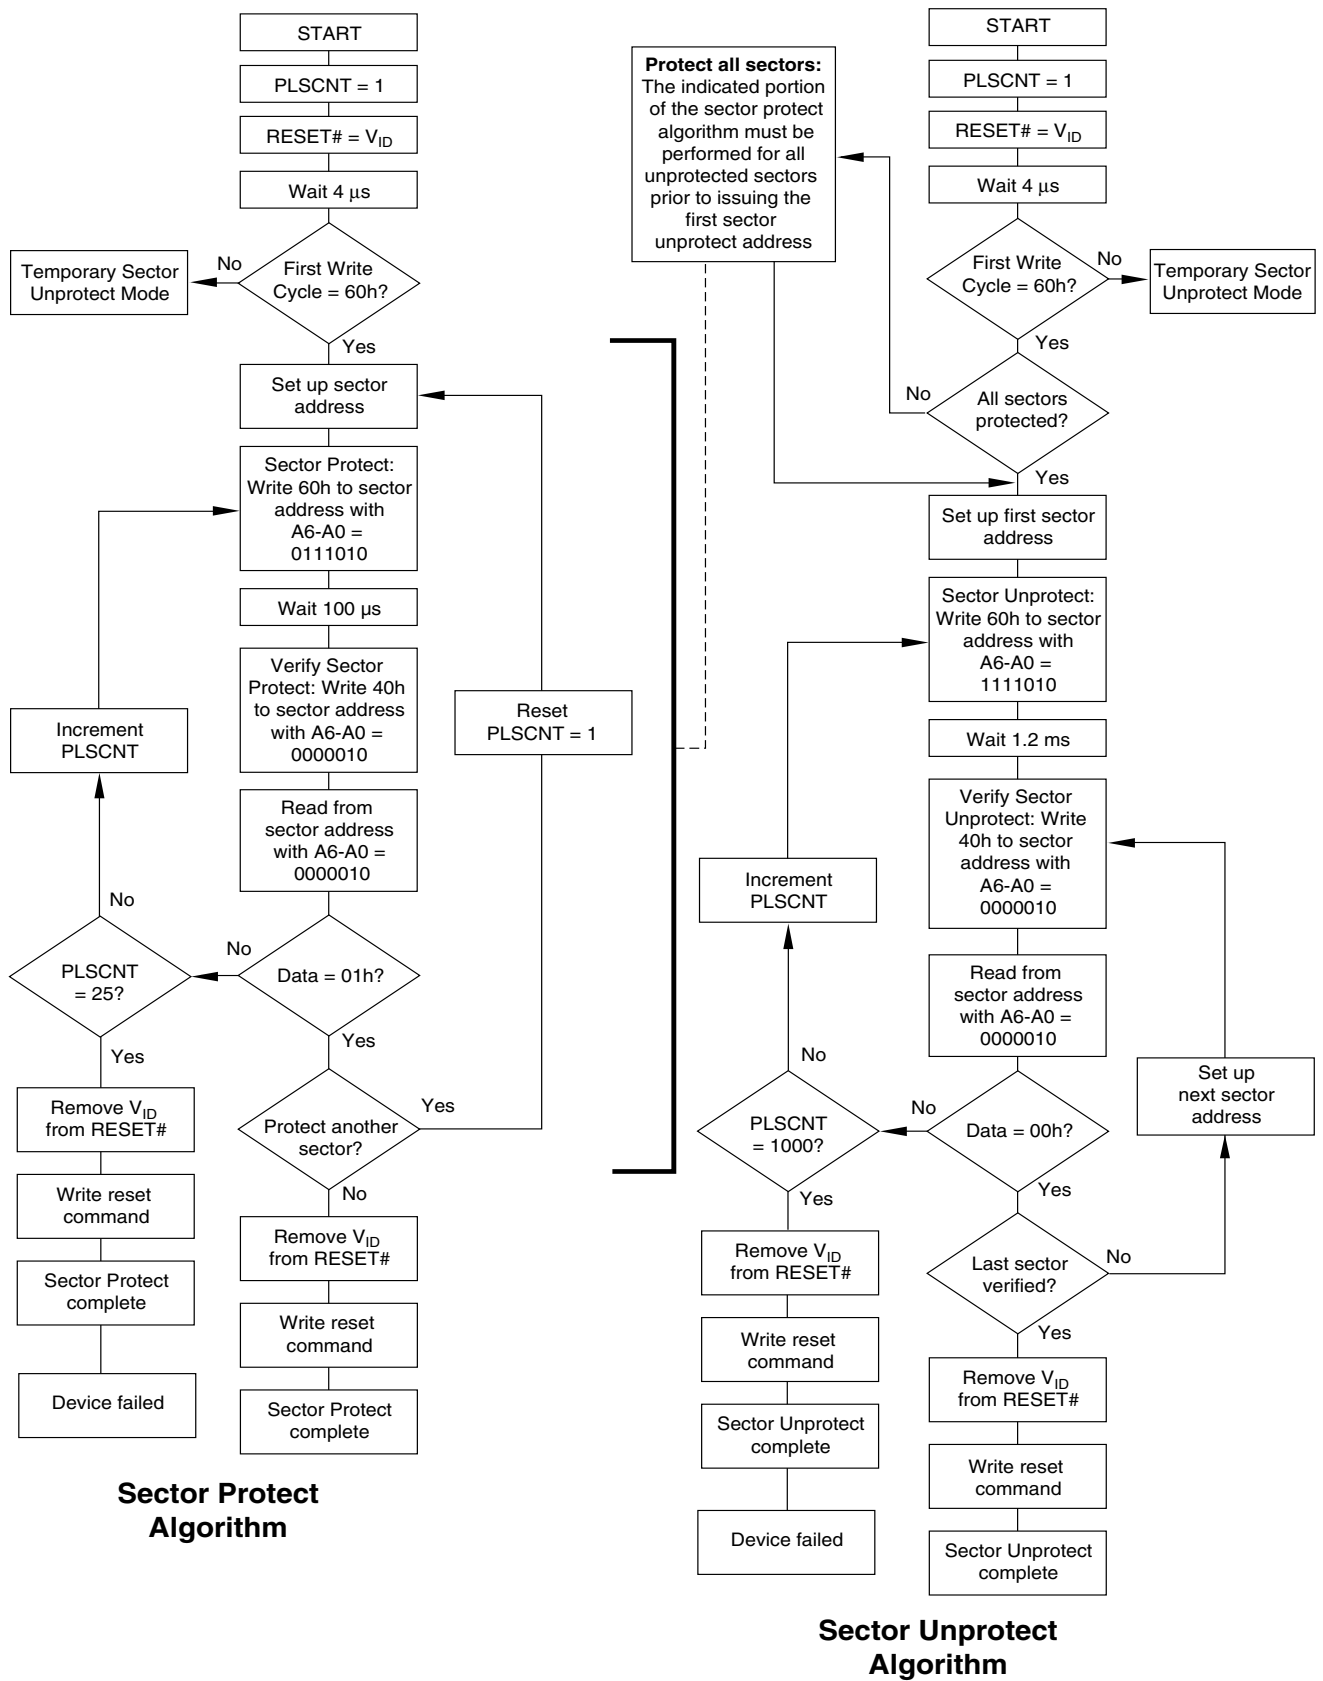 START
PLSCNT = 1
RESET# = VID
Wait 4 μs
First Write
Cycle = 60h?
No
Temporary Sector
Unprotect Mode
Yes
Set up sector
address
Sector Protect:
Write 60h to sector
address with
A6-A0 =
0111010
Wait 100 µs
Verify Sector
Protect: Write 40h
to sector address
with A6-A0 =
0000010
Reset
PLSCNT = 1
Increment
PLSCNT
Read from
sector address
with A6-A0 =
0000010
No
PLSCNT
= 25?
No
Data = 01h?
Yes
Yes
Protect another
sector?
Yes
No
Remove VID
from RESET#
Write reset
command
Sector Protect
complete
Device failed
Remove VID
from RESET#
Write reset
command
Sector Protect
complete
Sector Protect
Algorithm
Protect all sectors:
The indicated portion
of the sector protect
algorithm must be
performed for all
unprotected sectors
prior to issuing the
first sector
unprotect address
START
PLSCNT = 1
RESET# = VID
Wait 4 μs
First Write
Cycle = 60h?
No
Temporary Sector
Unprotect Mode
Yes
All sectors
protected?
No
Yes
Set up first sector
address
Sector Unprotect:
Write 60h to sector
address with
A6-A0 =
1111010
Wait 1.2 ms
Verify Sector
Unprotect: Write
40h to sector
address with
A6-A0 =
0000010
Increment
PLSCNT
Read from
sector address
with A6-A0 =
0000010
Set up
next sector
address
No
PLSCNT
= 1000?
No
Data = 00h?
Yes
Yes
Last sector
verified?
No
Yes
Remove VID
from RESET#
Write reset
command
Sector Unprotect
complete
Device failed
Remove VID
from RESET#
Write reset
command
Sector Unprotect
complete
Sector Unprotect
Algorithm